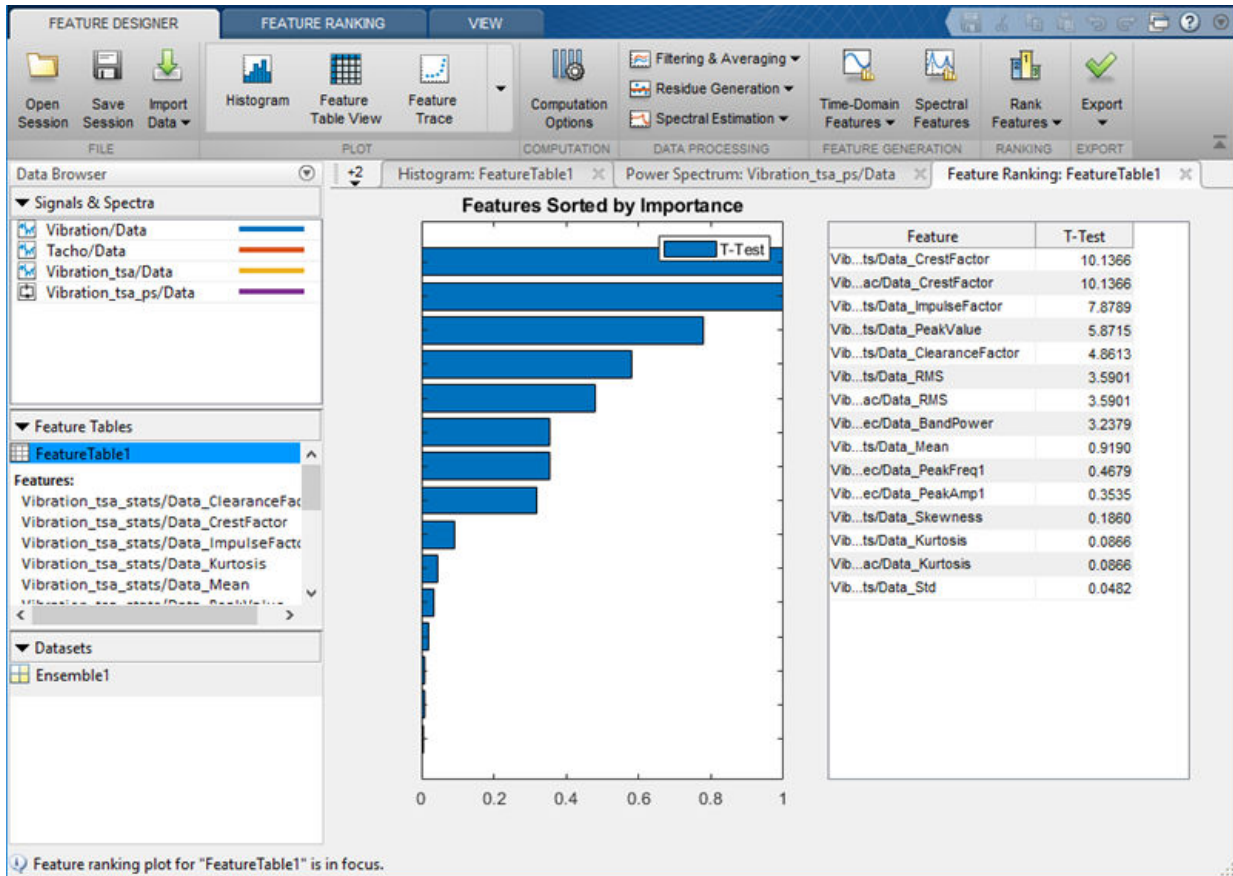 FEATURE DESIGNER FEATURE RANKING VIEW
Open Session
Save Session
Import Data
Histogram
Feature Table View
Feature Trace
Computation Options
Filtering & Averaging
Residue Generation
Spectral Estimation
Time-Domain Features
Spectral Features
Rank Features
Export
FILE PLOT COMPUTATION DATA PROCESSING FEATURE GENERATION RANKING EXPORT
Data Browser
+2 Histogram: FeatureTable1 Power Spectrum: Vibration_tsa_ps/Data Feature Ranking: FeatureTable1
Signals & Spectra
Vibration/Data
Tacho/Data
Vibration_tsa/Data
Vibration_tsa_ps/Data
Feature Tables
FeatureTable1
Features:
Vibration_tsa_stats/Data_ClearanceFac
Vibration_tsa_stats/Data_CrestFactor
Vibration_tsa_stats/Data_ImpulseFactc
Vibration_tsa_stats/Data_Kurtosis
Vibration_tsa_stats/Data_Mean
Datasets
Ensemble1
Features Sorted by Importance
T-Test
0 0.2 0.4 0.6 0.8 1
Feature T-Test
Vib...ts/Data_CrestFactor 10.1366
Vib...ac/Data_CrestFactor 10.1366
Vib...ts/Data_ImpulseFactor 7.8789
Vib...ts/Data_PeakValue 5.8715
Vib...ts/Data_ClearanceFactor 4.8613
Vib...ts/Data_RMS 3.5901
Vib...ac/Data_RMS 3.5901
Vib...ec/Data_BandPower 3.2379
Vib...ts/Data_Mean 0.9190
Vib...ec/Data_PeakFreq1 0.4679
Vib...ec/Data_PeakAmp1 0.3535
Vib...ts/Data_Skewness 0.1860
Vib...ts/Data_Kurtosis 0.0866
Vib...ac/Data_Kurtosis 0.0866
Vib...ts/Data_Std 0.0482
Feature ranking plot for "FeatureTable1" is in focus.